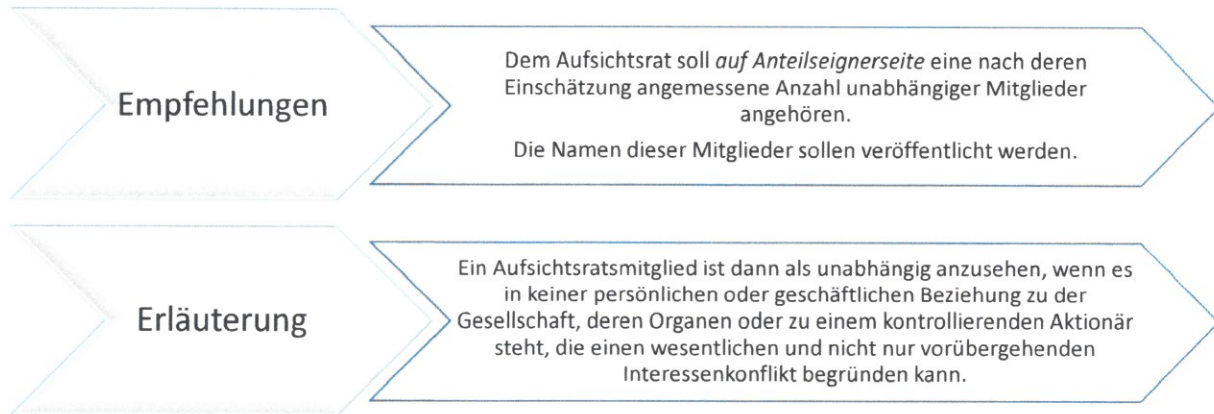 Empfehlungen
Dem Aufsichtsrat soll auf Anteilseignerseite eine nach deren
Einschätzung angemessene Anzahl unabhängiger Mitglieder
angehören.
Die Namen dieser Mitglieder sollen veröffentlicht werden.
Erläuterung
Ein Aufsichtsratsmitglied ist dann als unabhängig anzusehen, wenn es
in keiner persönlichen oder geschäftlichen Beziehung zu der
Gesellschaft, deren Organen oder zu einem kontrollierenden Aktionär
steht, die einen wesentlichen und nicht nur vorübergehenden
Interessenkonflikt begründen kann.